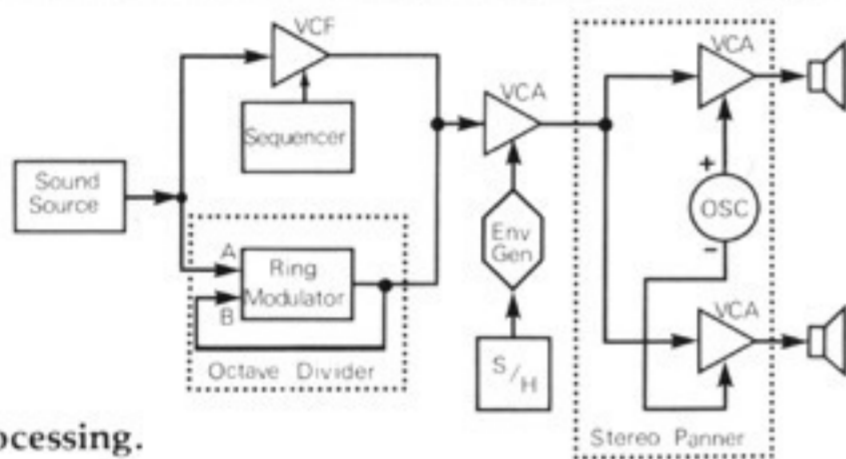 VCF
VCA
VCA
Sequencer
Sound
Source
+
OSC
-
Env
Gen
A
Ring
Modulator
B
VCA
S/H
Octave Divider
Stereo Panner
ocessing.